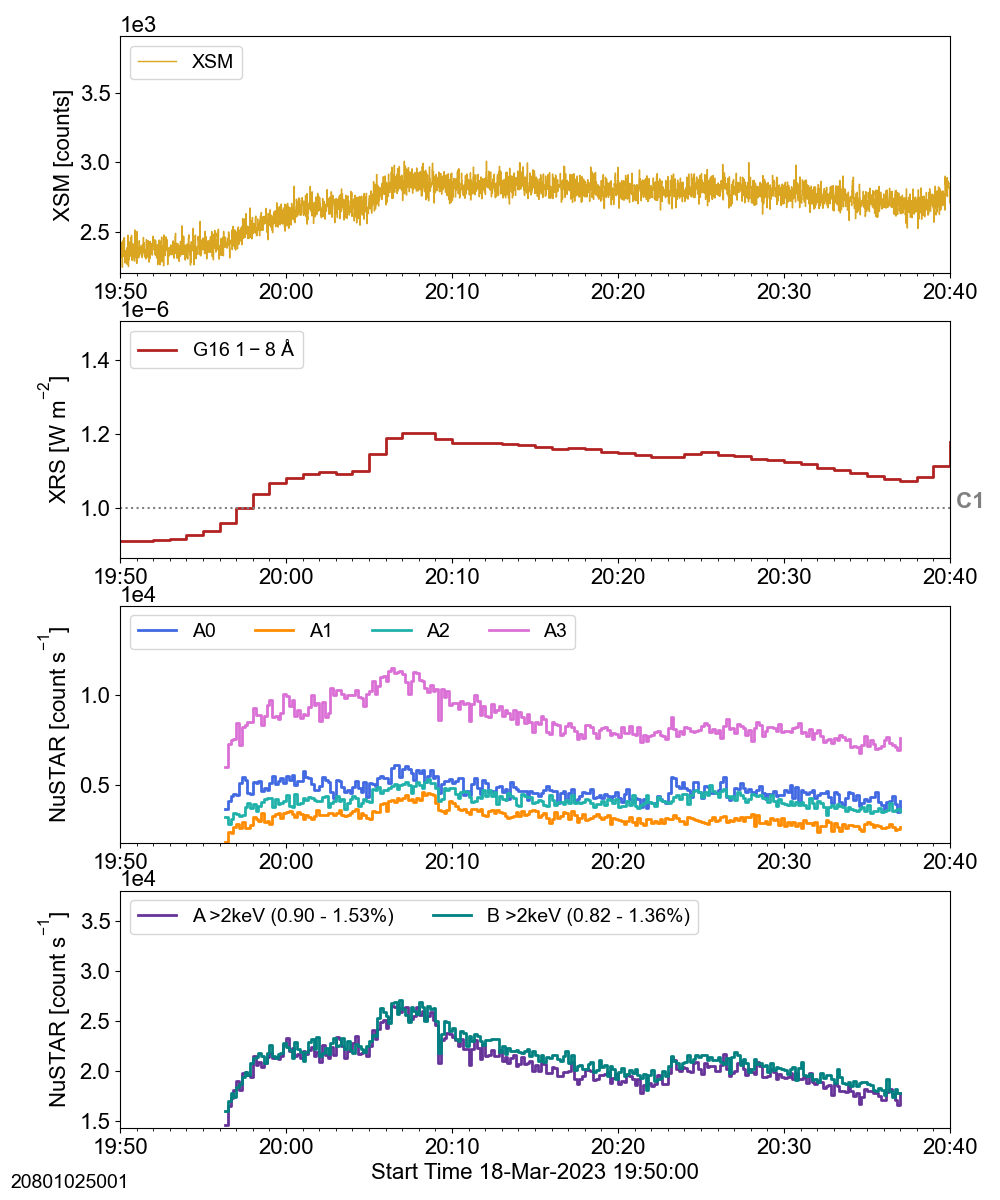 1e3
XSM [counts]
XSM
3.5
3.0
2.5
19:50 20:00 20:10 20:20 20:30 20:40
1e−6
XRS [W m⁻²]
G16 1 − 8 Å
1.4
1.2
1.0
C1
19:50 20:00 20:10 20:20 20:30 20:40
1e4
NuSTAR [count s⁻¹]
A0 A1 A2 A3
1.0
0.5
19:50 20:00 20:10 20:20 20:30 20:40
1e4
NuSTAR [count s⁻¹]
A >2keV (0.90 - 1.53%) B >2keV (0.82 - 1.36%)
3.5
3.0
2.5
2.0
1.5
19:50 20:00 20:10 20:20 20:30 20:40
Start Time 18-Mar-2023 19:50:00
20801025001